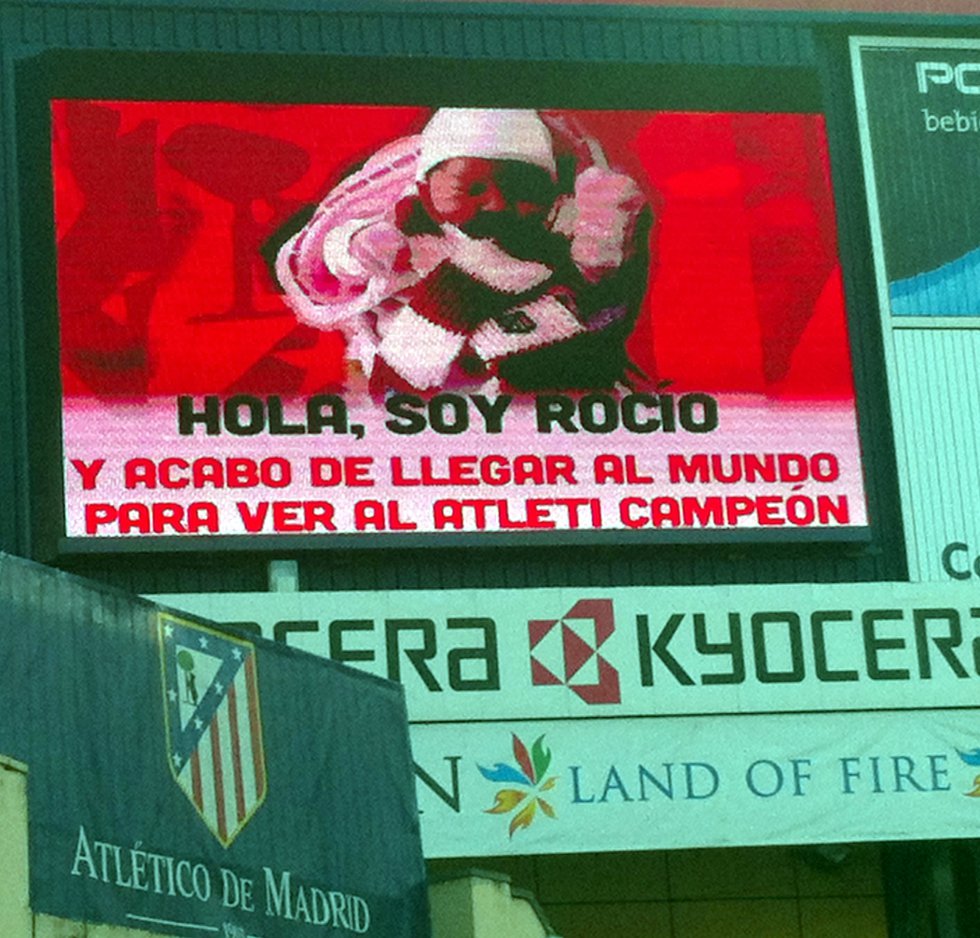 HOLA, SOY ROCIO
Y ACABO DE LLEGAR AL MUNDO
PARA VER AL ATLETI CAMPEÓN
KYOCERA
LAND OF FIRE
ATLÉTICO DE MADRID